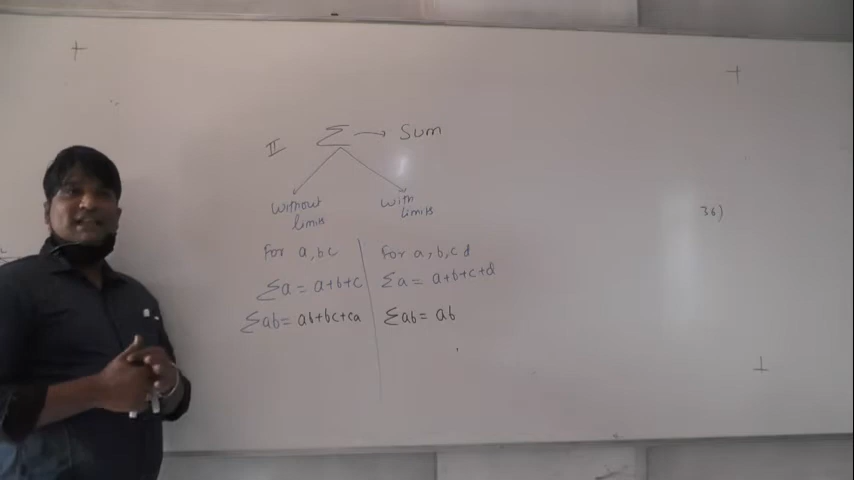 II Σ → Sum
without limits
with limits
For a, b c
For a, b, c d
Σa = a+b+c
Σa = a+b+c+d
Σab = ab+bc+ca
Σab = ab
36)